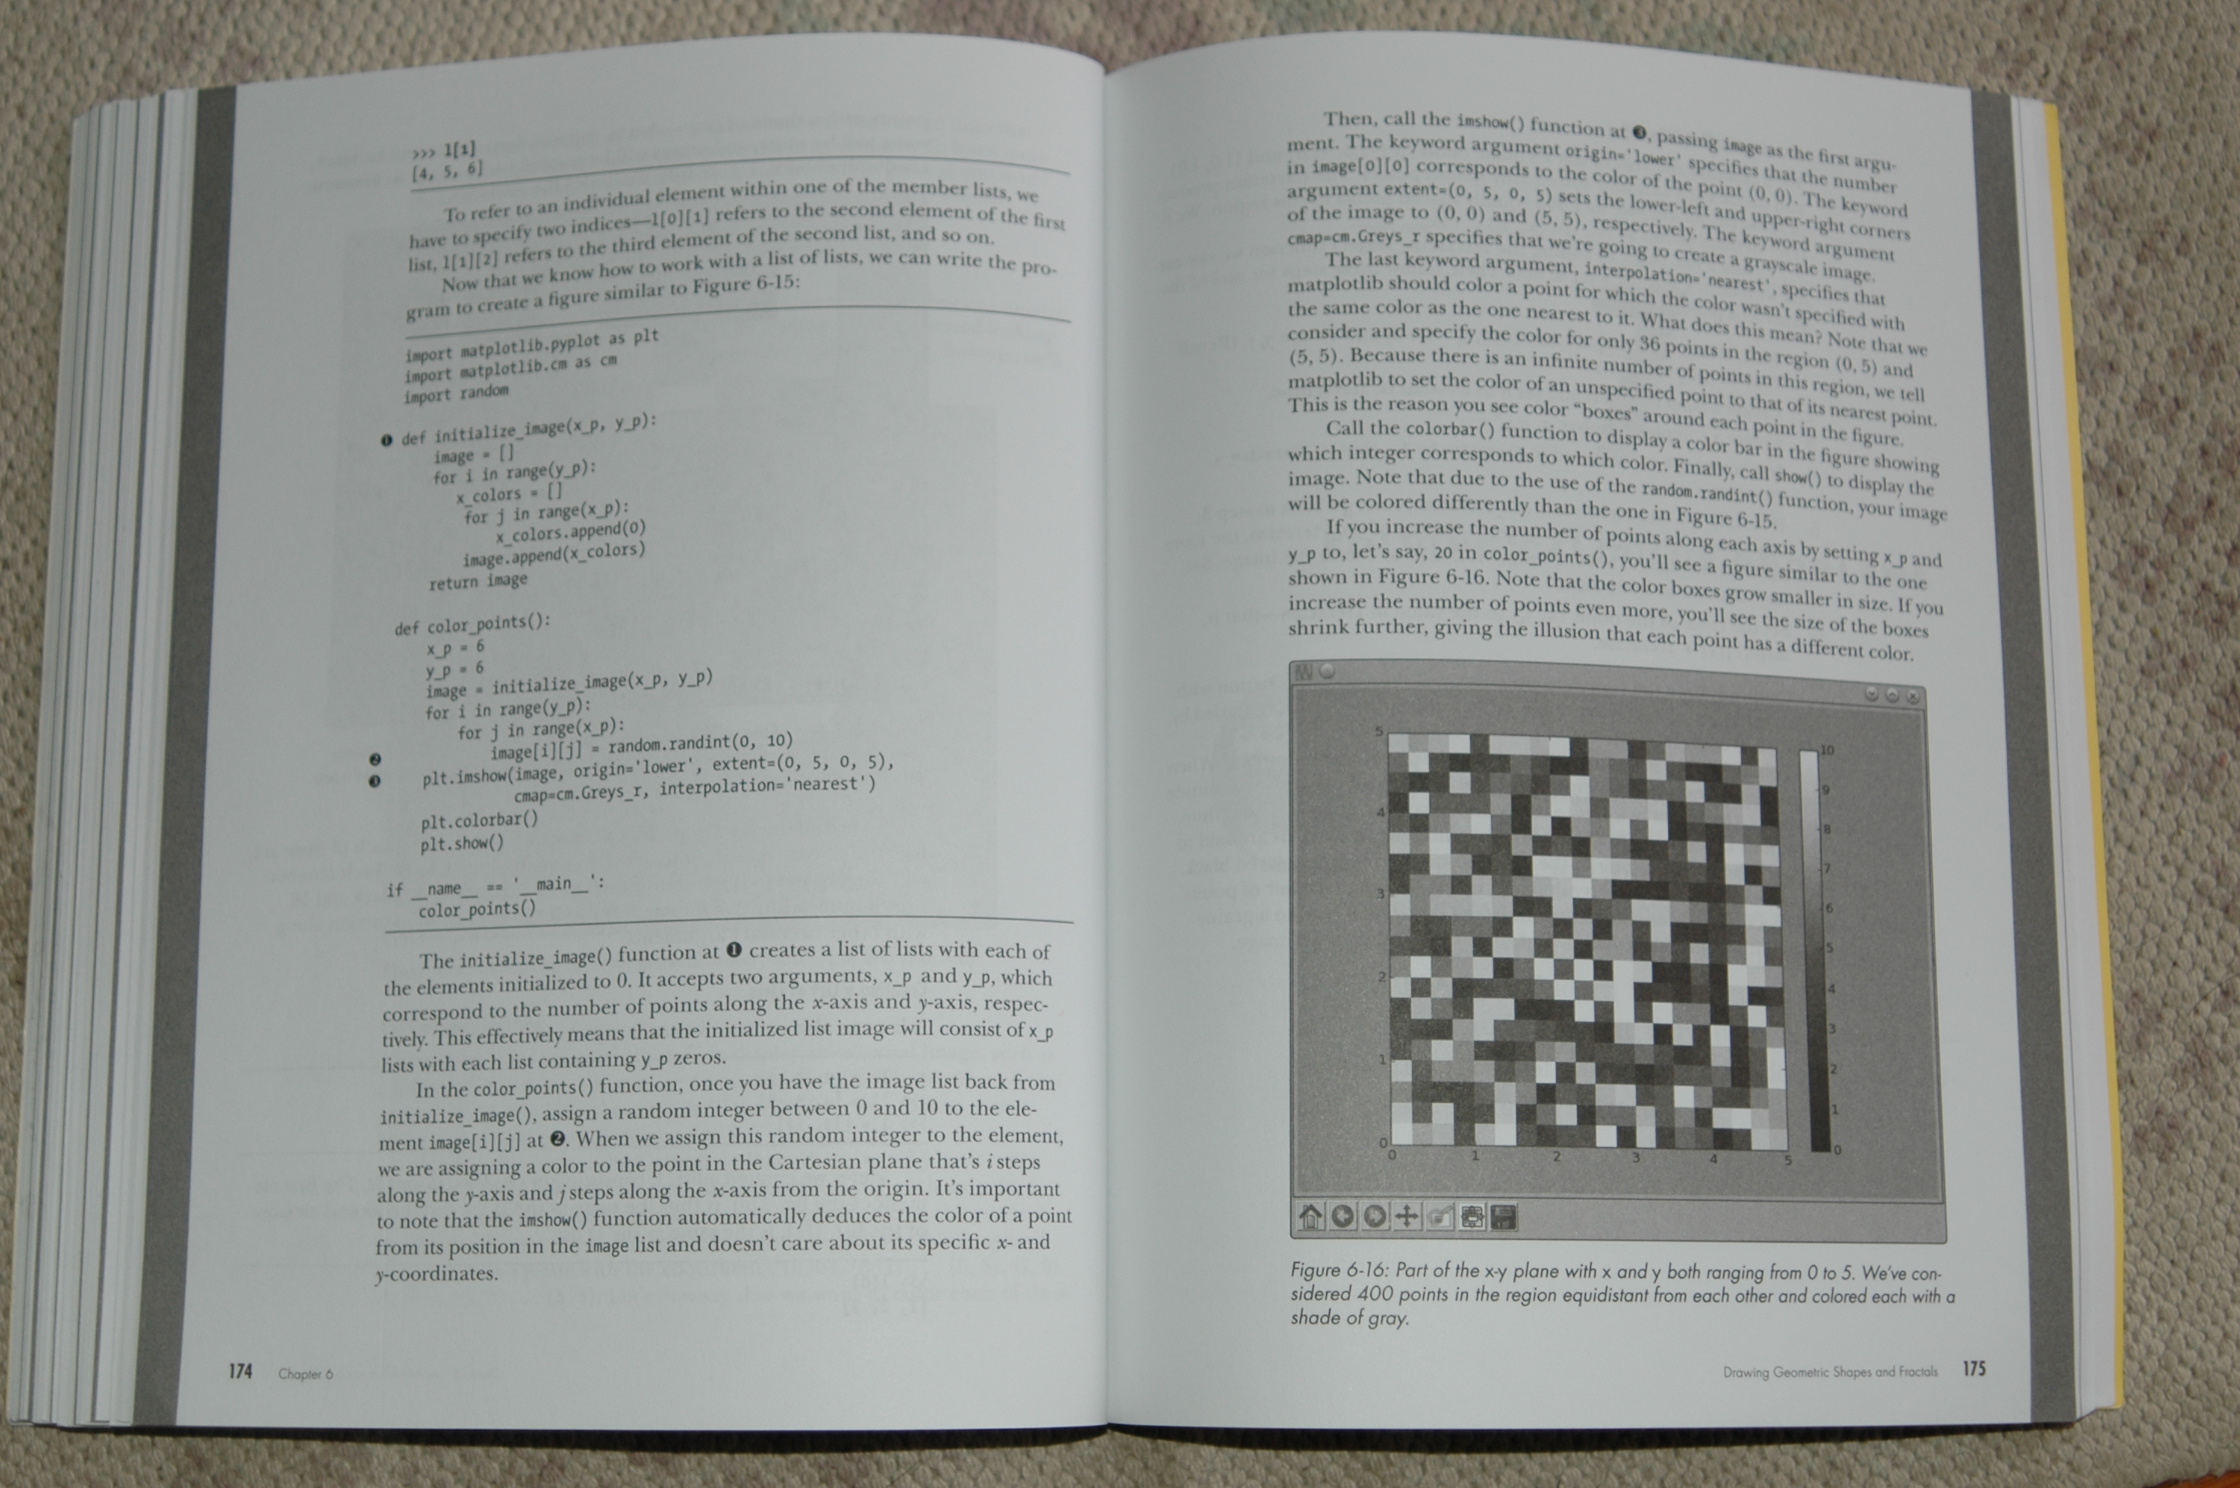 >>> l[1]
[4, 5, 6]
To refer to an individual element within one of the member lists, we
have to specify two indices—l[0][1] refers to the second element of the first
list, l[1][2] refers to the third element of the second list, and so on.
Now that we know how to work with a list of lists, we can write the pro-
gram to create a figure similar to Figure 6-15:
import matplotlib.pyplot as plt
import matplotlib.cm as cm
import random
❶ def initialize_image(x_p, y_p):
image = []
for i in range(y_p):
x_colors = []
for j in range(x_p):
x_colors.append(0)
image.append(x_colors)
return image
def color_points():
x_p = 6
y_p = 6
image = initialize_image(x_p, y_p)
for i in range(y_p):
for j in range(x_p):
❷ image[i][j] = random.randint(0, 10)
❸ plt.imshow(image, origin='lower', extent=(0, 5, 0, 5),
cmap=cm.Greys_r, interpolation='nearest')
plt.colorbar()
plt.show()
if __name__ == '__main__':
color_points()
The initialize_image() function at ❶ creates a list of lists with each of
the elements initialized to 0. It accepts two arguments, x_p and y_p, which
correspond to the number of points along the x-axis and y-axis, respec-
tively. This effectively means that the initialized list image will consist of x_p
lists with each list containing y_p zeros.
In the color_points() function, once you have the image list back from
initialize_image(), assign a random integer between 0 and 10 to the ele-
ment image[i][j] at ❷. When we assign this random integer to the element,
we are assigning a color to the point in the Cartesian plane that's i steps
along the y-axis and j steps along the x-axis from the origin. It's important
to note that the imshow() function automatically deduces the color of a point
from its position in the image list and doesn't care about its specific x- and
y-coordinates.
174 Chapter 6
Then, call the imshow() function at ❸, passing image as the first argu-
ment. The keyword argument origin='lower' specifies that the number
in image[0][0] corresponds to the color of the point (0, 0). The keyword
argument extent=(0, 5, 0, 5) sets the lower-left and upper-right corners
of the image to (0, 0) and (5, 5), respectively. The keyword argument
cmap=cm.Greys_r specifies that we're going to create a grayscale image.
The last keyword argument, interpolation='nearest', specifies that
matplotlib should color a point for which the color wasn't specified with
the same color as the one nearest to it. What does this mean? Note that we
consider and specify the color for only 36 points in the region (0, 5) and
(5, 5). Because there is an infinite number of points in this region, we tell
matplotlib to set the color of an unspecified point to that of its nearest point.
This is the reason you see color "boxes" around each point in the figure.
Call the colorbar() function to display a color bar in the figure showing
which integer corresponds to which color. Finally, call show() to display the
image. Note that due to the use of the random.randint() function, your image
will be colored differently than the one in Figure 6-15.
If you increase the number of points along each axis by setting x_p and
y_p to, let's say, 20 in color_points(), you'll see a figure similar to the one
shown in Figure 6-16. Note that the color boxes grow smaller in size. If you
increase the number of points even more, you'll see the size of the boxes
shrink further, giving the illusion that each point has a different color.
5
4
3
2
1
0
0 1 2 3 4 5
10
9
8
7
6
5
4
3
2
1
0
Figure 6-16: Part of the x-y plane with x and y both ranging from 0 to 5. We've con-
sidered 400 points in the region equidistant from each other and colored each with a
shade of gray.
Drawing Geometric Shapes and Fractals 175